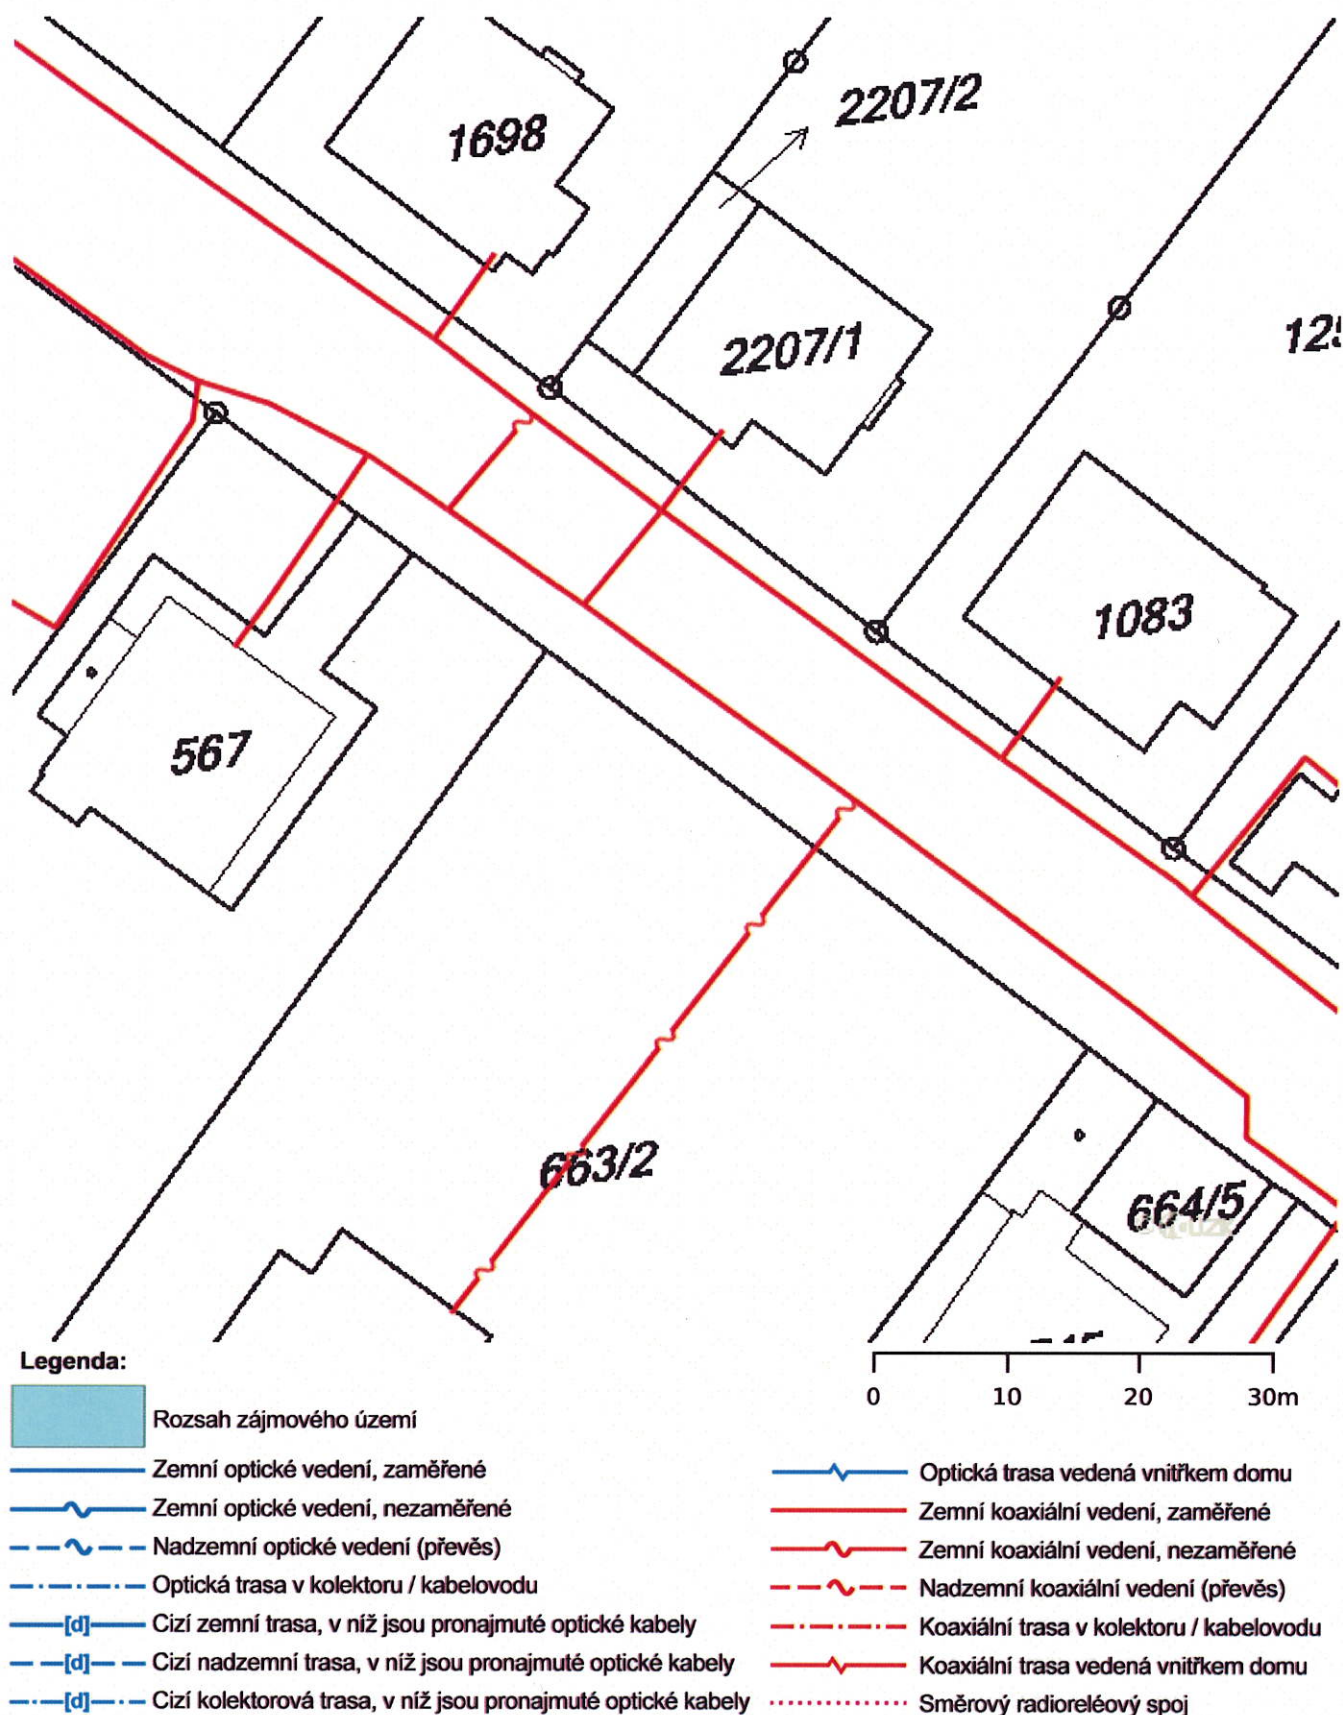 2207/2
1698
2207/1
1083
567
663/2
664/5
Legenda:
0 10 20 30m
Rozsah zájmového území
Zemní optické vedení, zaměřené
Zemní optické vedení, nezaměřené
Nadzemní optické vedení (převěs)
Optická trasa v kolektoru / kabelovodu
[d] Cizí zemní trasa, v níž jsou pronajmuté optické kabely
[d] Cizí nadzemní trasa, v níž jsou pronajmuté optické kabely
[d] Cizí kolektorová trasa, v níž jsou pronajmuté optické kabely
Optická trasa vedená vnitřkem domu
Zemní koaxiální vedení, zaměřené
Zemní koaxiální vedení, nezaměřené
Nadzemní koaxiální vedení (převěs)
Koaxiální trasa v kolektoru / kabelovodu
Koaxiální trasa vedená vnitřkem domu
Směrový radioreléový spoj